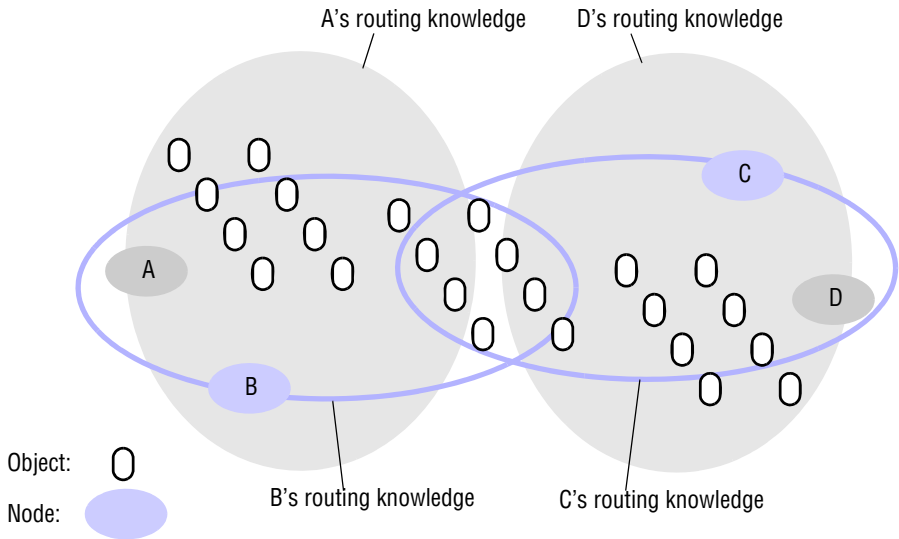 A's routing knowledge
D's routing knowledge
C
A
D
B
Object:
B's routing knowledge
C's routing knowledge
Node: